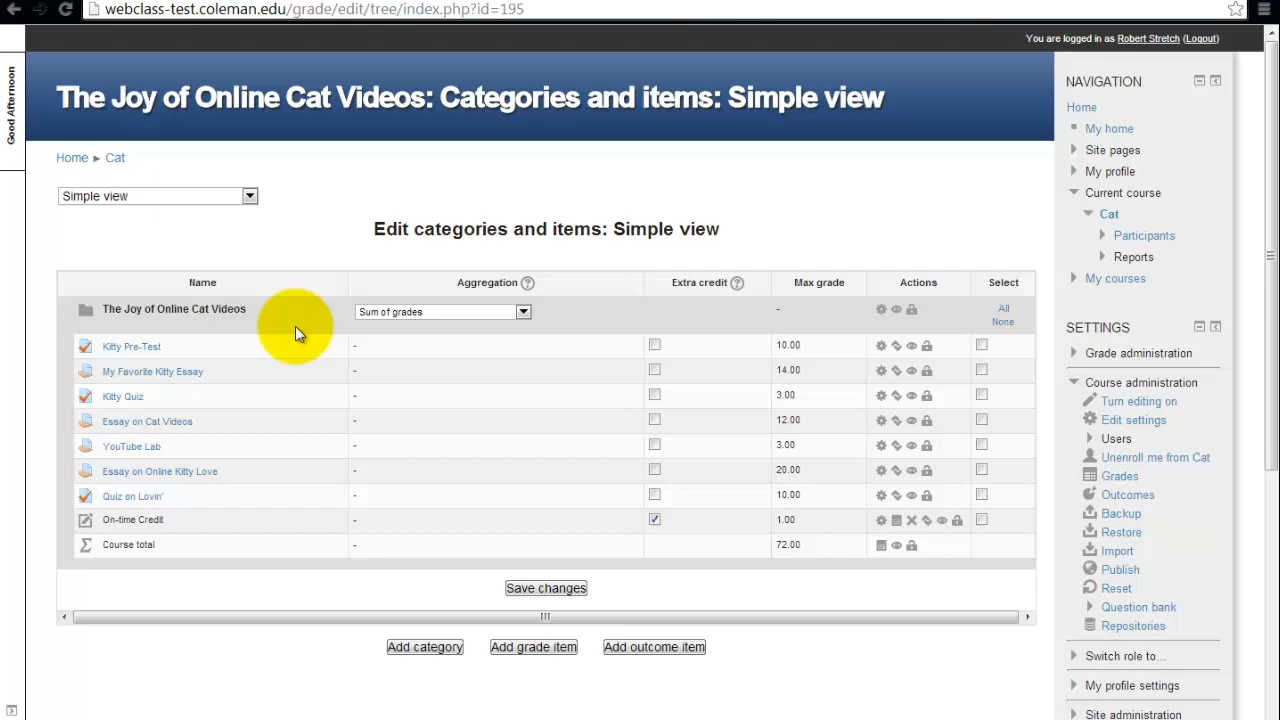 webclass-test.coleman.edu/grade/edit/tree/index.php?id=195
You are logged in as Robert Stretch (Logout)
Good Afternoon
The Joy of Online Cat Videos: Categories and items: Simple view
Home ► Cat
Simple view
Edit categories and items: Simple view
Name Aggregation ? Extra credit ? Max grade Actions Select
The Joy of Online Cat Videos Sum of grades - All
None
Kitty Pre-Test - 10.00
My Favorite Kitty Essay - 14.00
Kitty Quiz - 3.00
Essay on Cat Videos - 12.00
YouTube Lab - 3.00
Essay on Online Kitty Love - 20.00
Quiz on Lovin' - 10.00
On-time Credit - 1.00
Course total - 72.00
Save changes
Add category Add grade item Add outcome item
NAVIGATION
Home
My home
Site pages
My profile
Current course
Cat
Participants
Reports
My courses
SETTINGS
Grade administration
Course administration
Turn editing on
Edit settings
Users
Unenroll me from Cat
Grades
Outcomes
Backup
Restore
Import
Publish
Reset
Question bank
Repositories
Switch role to...
My profile settings
Site administration